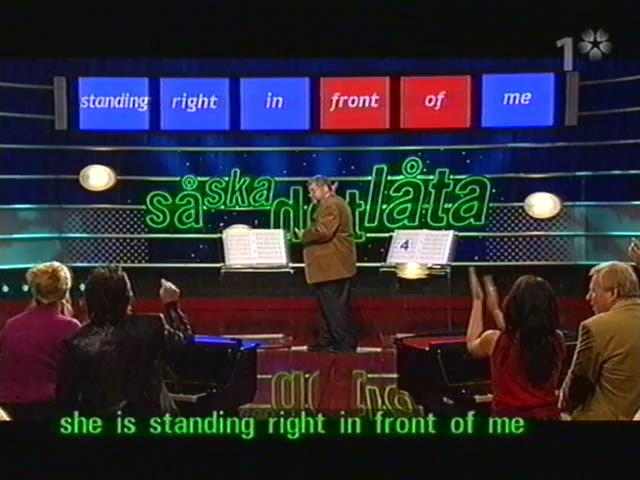 1
standing right in front of me
så ska det låta
4
she is standing right in front of me